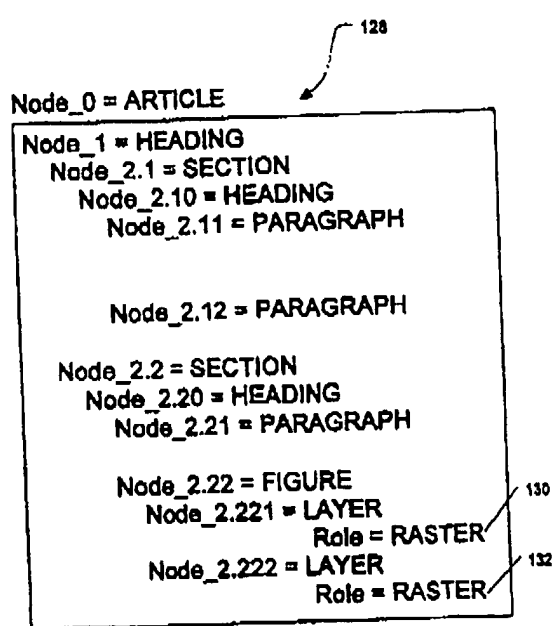 128
Node_0 = ARTICLE
Node_1 = HEADING
Node_2.1 = SECTION
Node_2.10 = HEADING
Node_2.11 = PARAGRAPH
Node_2.12 = PARAGRAPH
Node_2.2 = SECTION
Node_2.20 = HEADING
Node_2.21 = PARAGRAPH
Node_2.22 = FIGURE
Node_2.221 = LAYER
Role = RASTER 130
Node_2.222 = LAYER
Role = RASTER 132